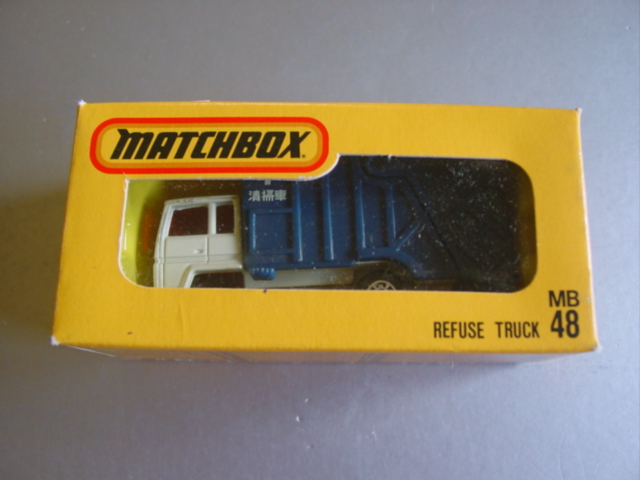 MATCHBOX
清掃車
MB
REFUSE TRUCK 48